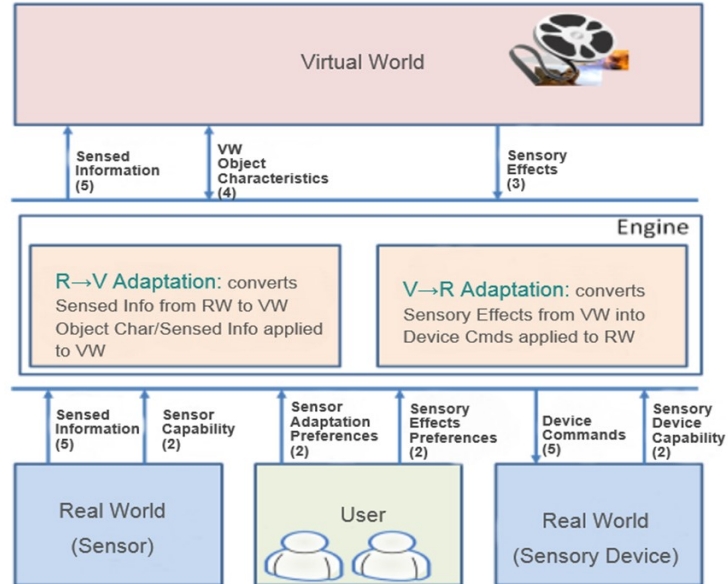 Virtual World
Sensed
Information
(5)
VW
Object
Characteristics
(4)
Sensory
Effects
(3)
Engine
R→V Adaptation: converts
Sensed Info from RW to VW
Object Char/Sensed Info applied
to VW
V→R Adaptation: converts
Sensory Effects from VW into
Device Cmds applied to RW
Sensed
Information
(5)
Sensor
Capability
(2)
Sensor
Adaptation
Preferences
(2)
Sensory
Effects
Preferences
(2)
Device
Commands
(5)
Sensory
Device
Capability
(2)
Real World
(Sensor)
User
Real World
(Sensory Device)